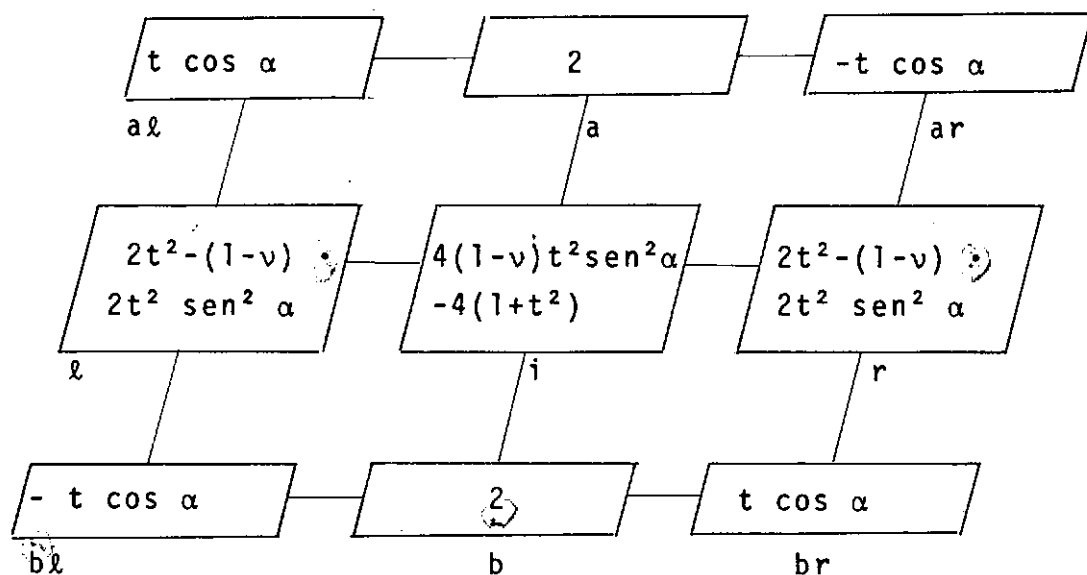 t cos α
2
-t cos α
aℓ
a
ar
2t²-(1-ν) •
2t² sen² α
4(1-ν)t²sen²α
-4(1+t²)
2t²-(1-ν) •
2t² sen² α
ℓ
i
r
- t cos α
2
t cos α
bℓ
b
br